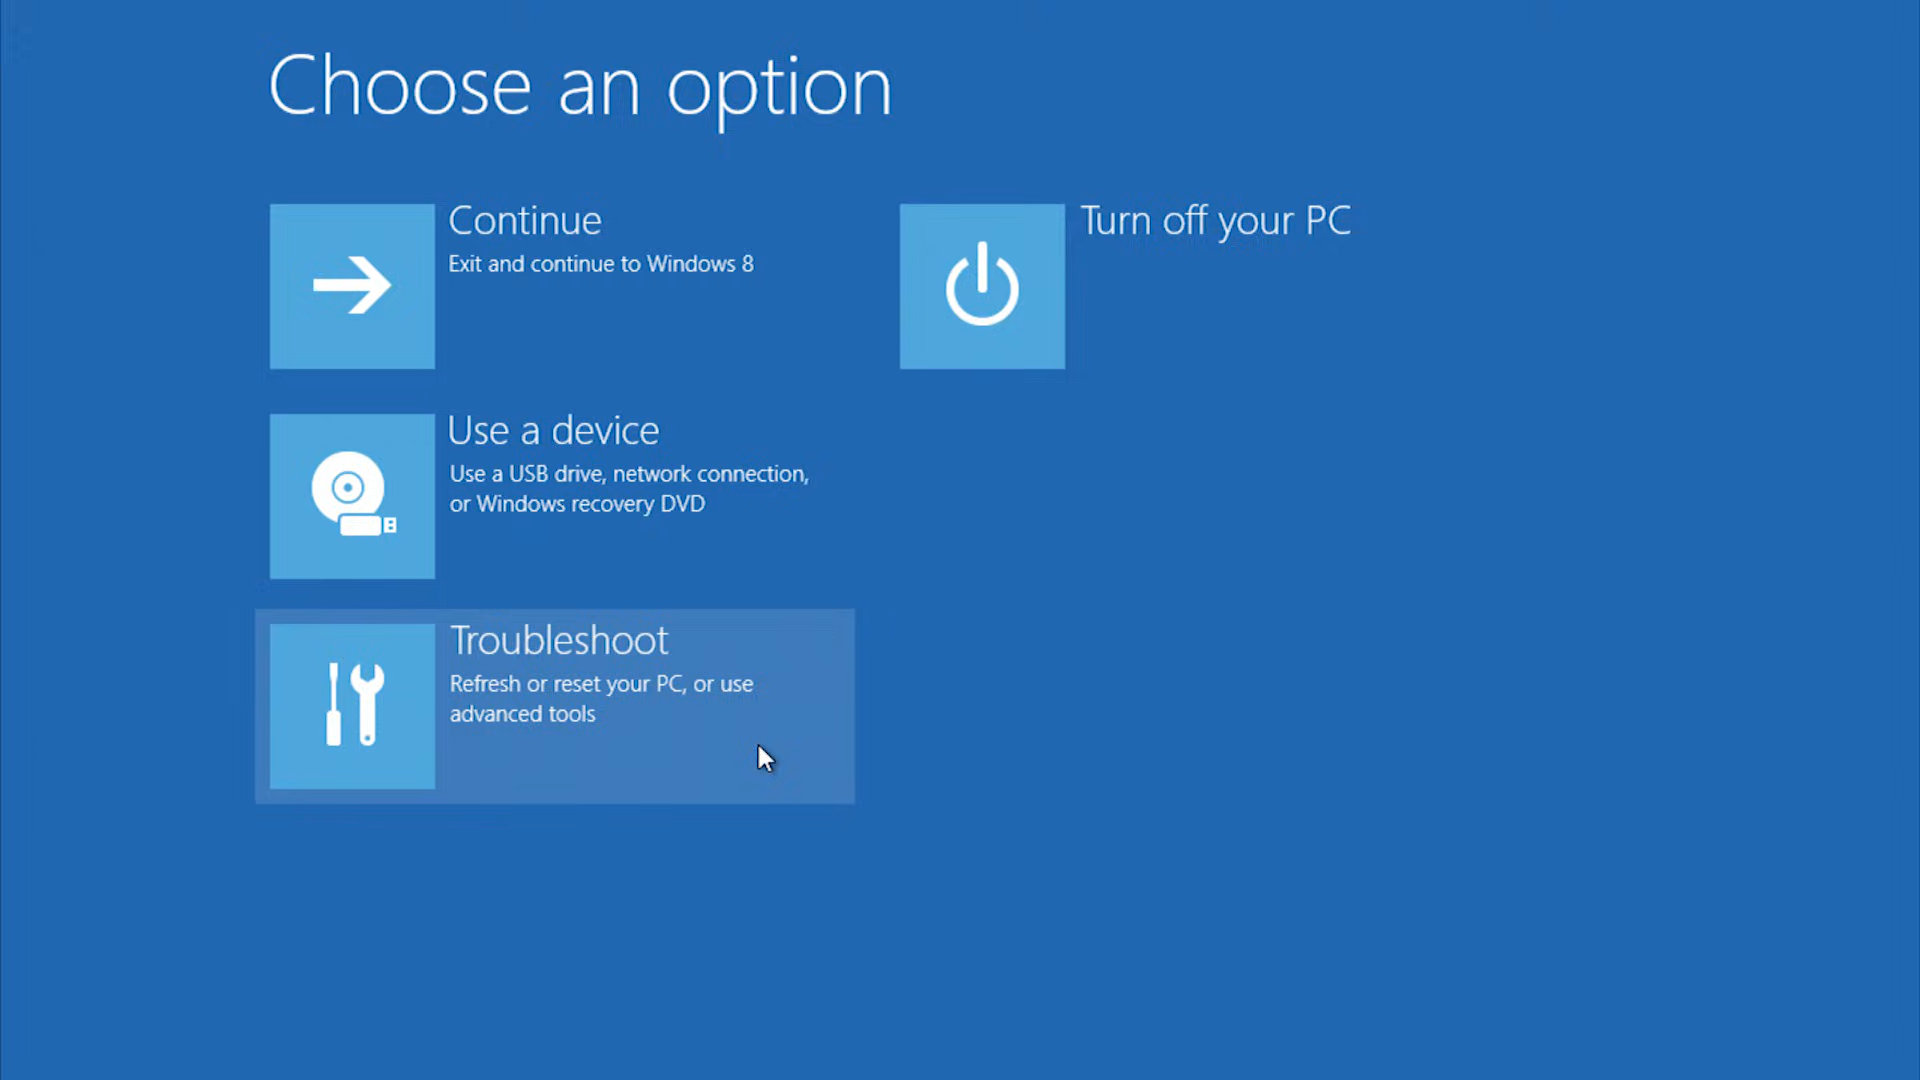 Choose an option
Continue
Exit and continue to Windows 8
Turn off your PC
Use a device
Use a USB drive, network connection,
or Windows recovery DVD
Troubleshoot
Refresh or reset your PC, or use
advanced tools